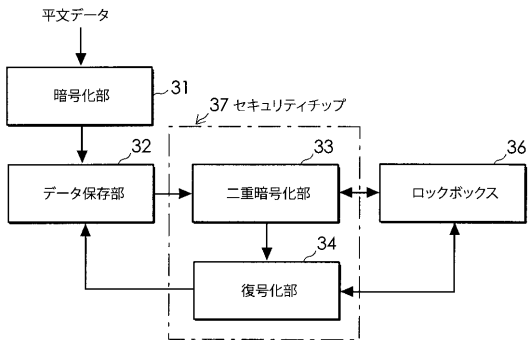 平文データ
暗号化部
31
37 セキュリティチップ
32
データ保存部
33
二重暗号化部
36
ロックボックス
34
復号化部